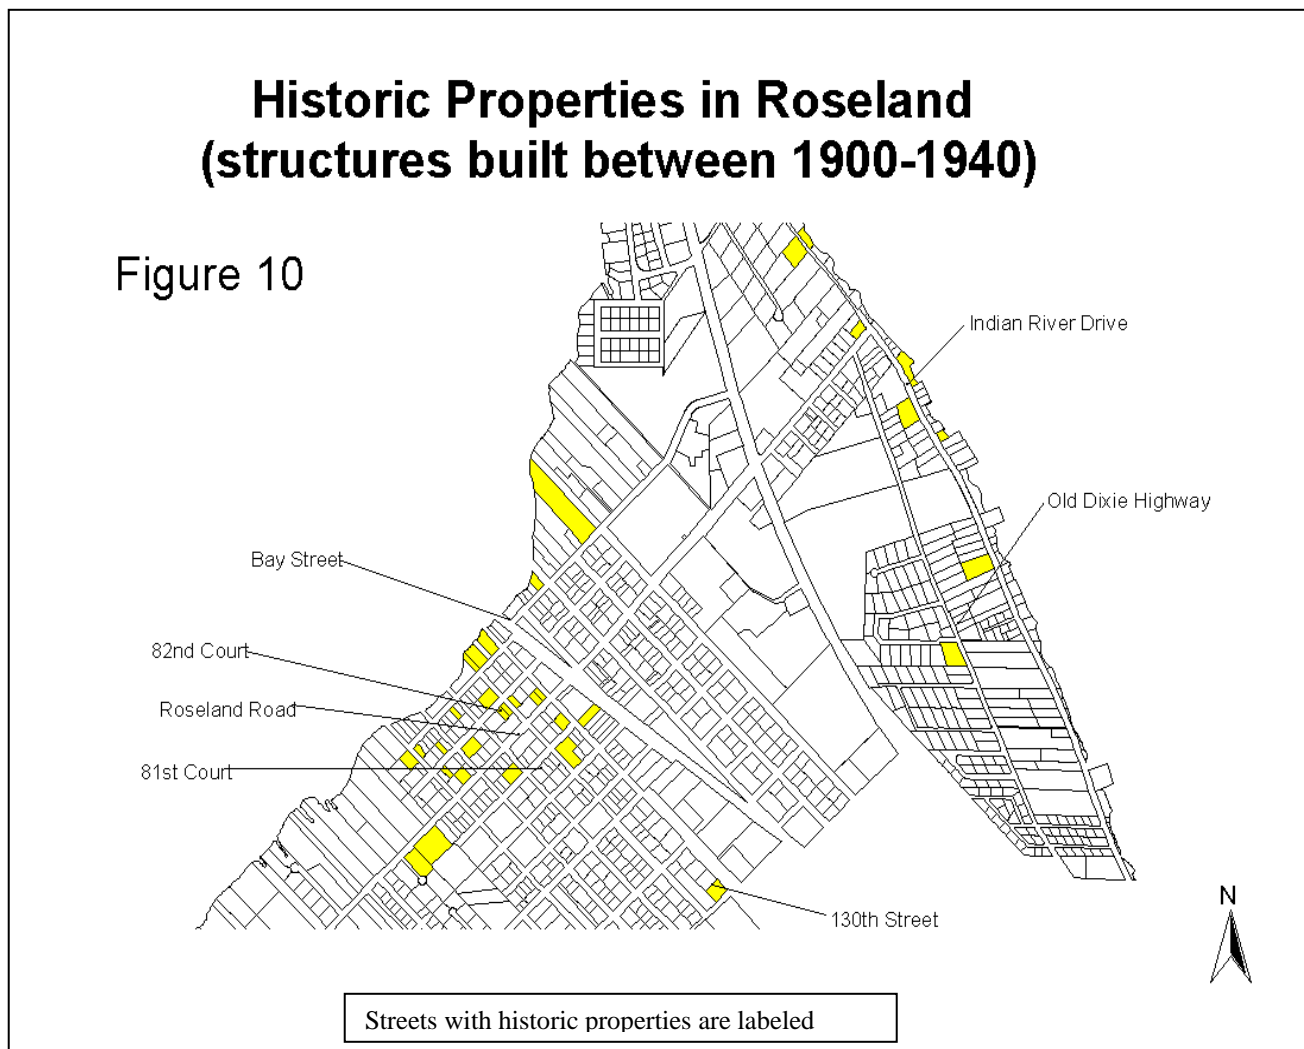 Historic Properties in Roseland
(structures built between 1900-1940)
Figure 10
Indian River Drive
Old Dixie Highway
Bay Street
82nd Court
Roseland Road
81st Court
130th Street
N
Streets with historic properties are labeled